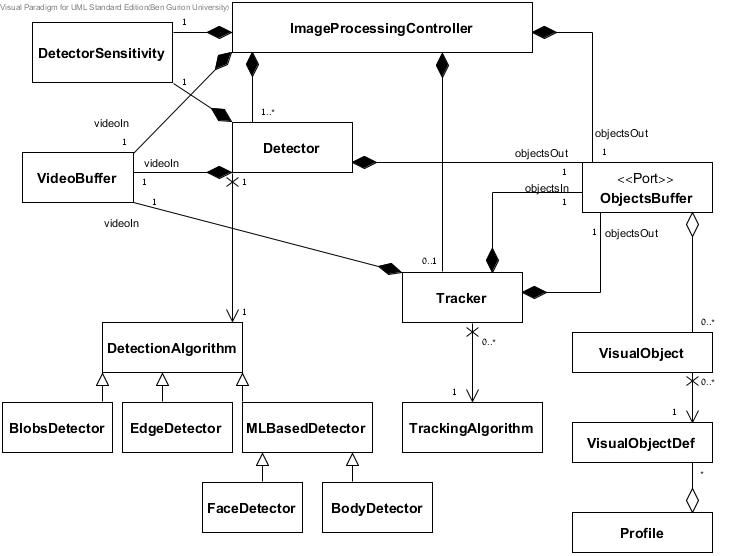 Visual Paradigm for UML Standard Edition(Ben Gurion University)
ImageProcessingController
1
DetectorSensitivity
1
1..*
videoIn
1
objectsOut
1
Detector
videoIn
1
objectsOut
1
VideoBuffer
<<Port>>
ObjectsBuffer
objectsIn
1
1
1
videoIn
1
objectsOut
0..1
Tracker
1
0..*
0..*
DetectionAlgorithm
VisualObject
0..*
1
1
BlobsDetector
EdgeDetector
MLBasedDetector
TrackingAlgorithm
VisualObjectDef
*
FaceDetector
BodyDetector
Profile